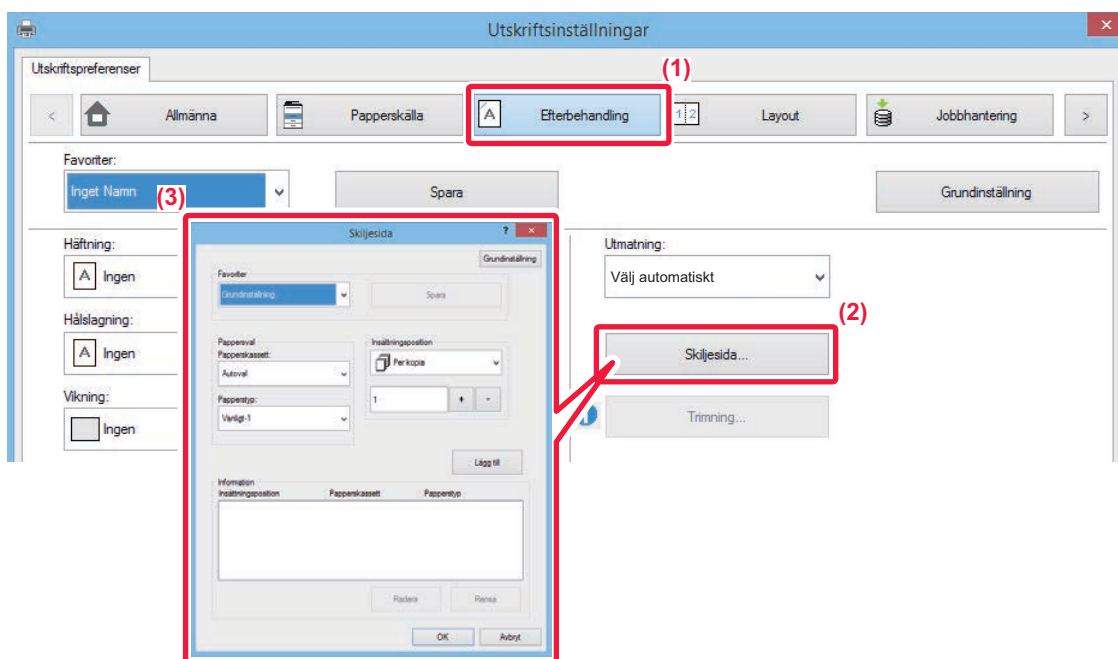 Utskriftsinställningar
Utskriftspreferenser
(1)
< Allmänna Papperskälla A Efterbehandling 1 2 Layout Jobbhantering >
Favoriter:
Inget Namn Spara Grundinställning
(3)
Häftning:
A Ingen
Hålslagning:
A Ingen
Vikning:
Ingen
Skiljesida ? ×
Grundinställning
Favoriter
Grundinställning Spara
Pappersval
Papperskassett:
Autoval
Papperstyp:
Vanligt-1
Insättningsposition
Per kopia
1 + -
Lägg till
Information
Insättningsposition Papperskassett Papperstyp
Radera Rensa
OK Avbryt
Utmatning:
Välj automatiskt
(2)
Skiljesida...
Trimning...